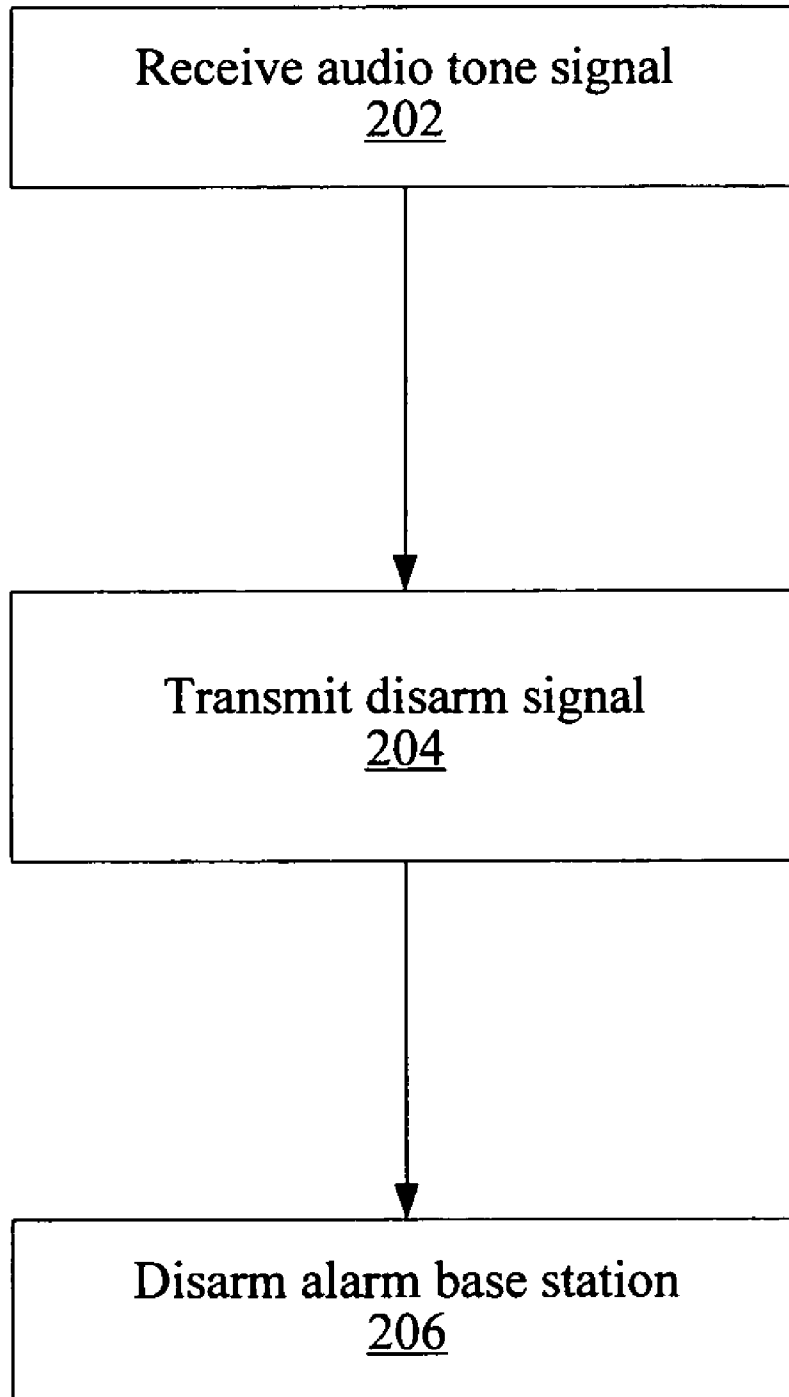 Receive audio tone signal
202
Transmit disarm signal
204
Disarm alarm base station
206